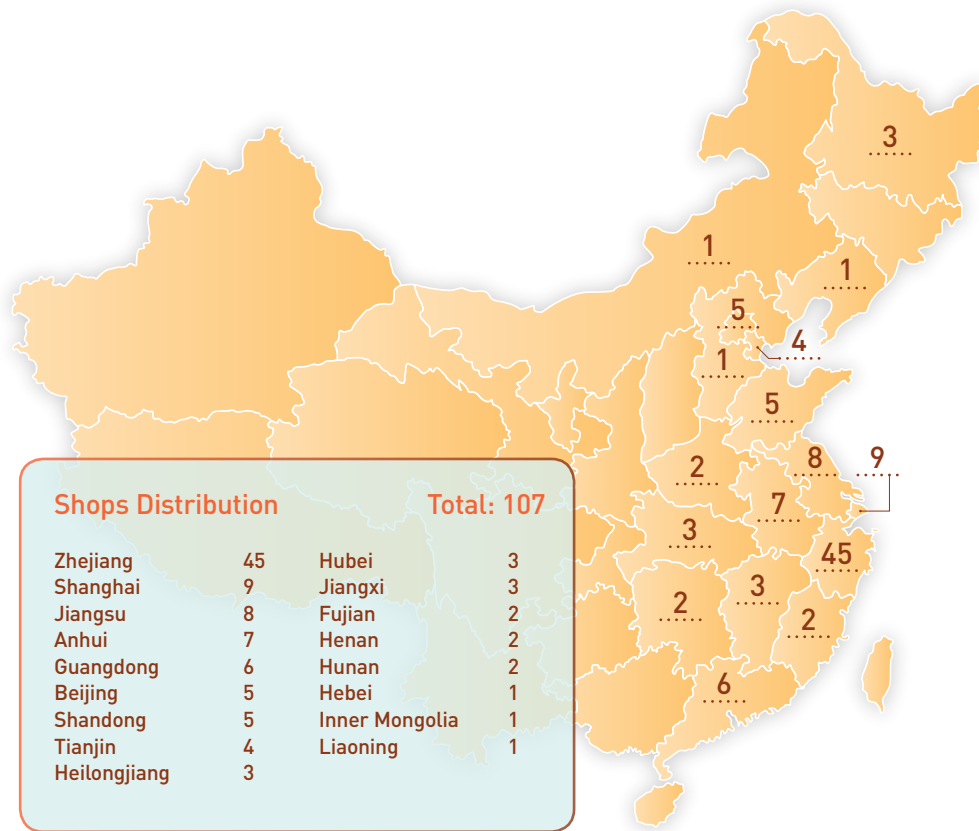 3
1
1
5
4
1
5
8
9
2
7
3
45
3
2
2
6
Shops Distribution Total: 107
Zhejiang 45 Hubei 3
Shanghai 9 Jiangxi 3
Jiangsu 8 Fujian 2
Anhui 7 Henan 2
Guangdong 6 Hunan 2
Beijing 5 Hebei 1
Shandong 5 Inner Mongolia 1
Tianjin 4 Liaoning 1
Heilongjiang 3